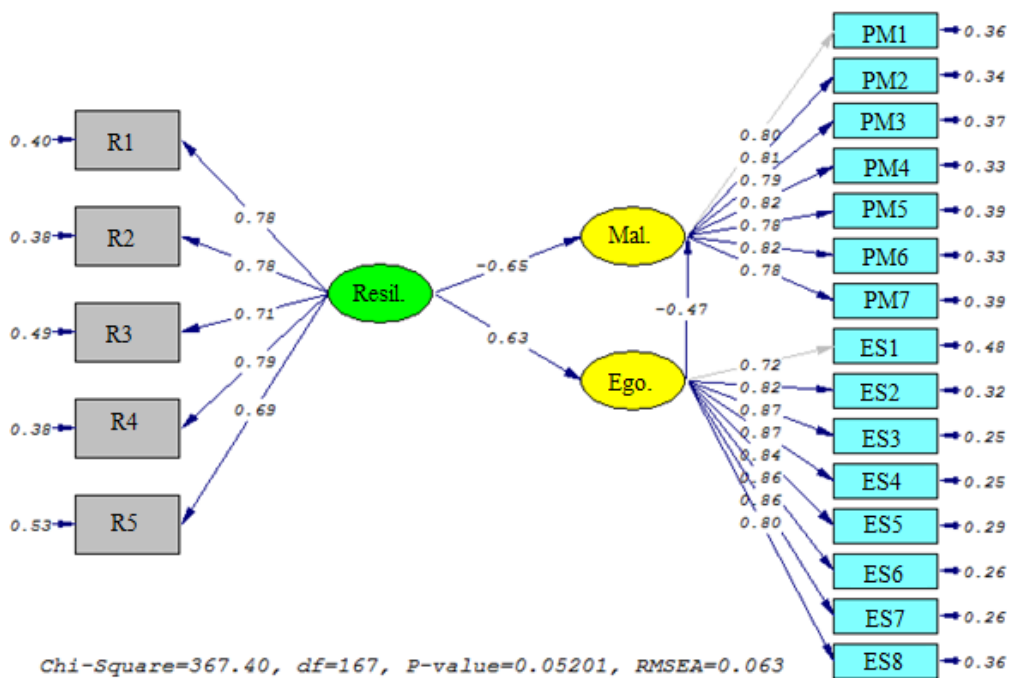 0.40
R1
0.38
R2
0.49
R3
0.38
R4
0.53
R5
0.78
0.78
0.71
0.79
0.69
Resil.
-0.65
0.63
Mal.
-0.47
Ego.
0.80
0.81
0.79
0.82
0.78
0.82
0.78
0.72
0.82
0.87
0.87
0.84
0.86
0.86
0.80
PM1 0.36
PM2 0.34
PM3 0.37
PM4 0.33
PM5 0.39
PM6 0.33
PM7 0.39
ES1 0.48
ES2 0.32
ES3 0.25
ES4 0.25
ES5 0.29
ES6 0.26
ES7 0.26
ES8 0.36
Chi-Square=367.40, df=167, P-value=0.05201, RMSEA=0.063